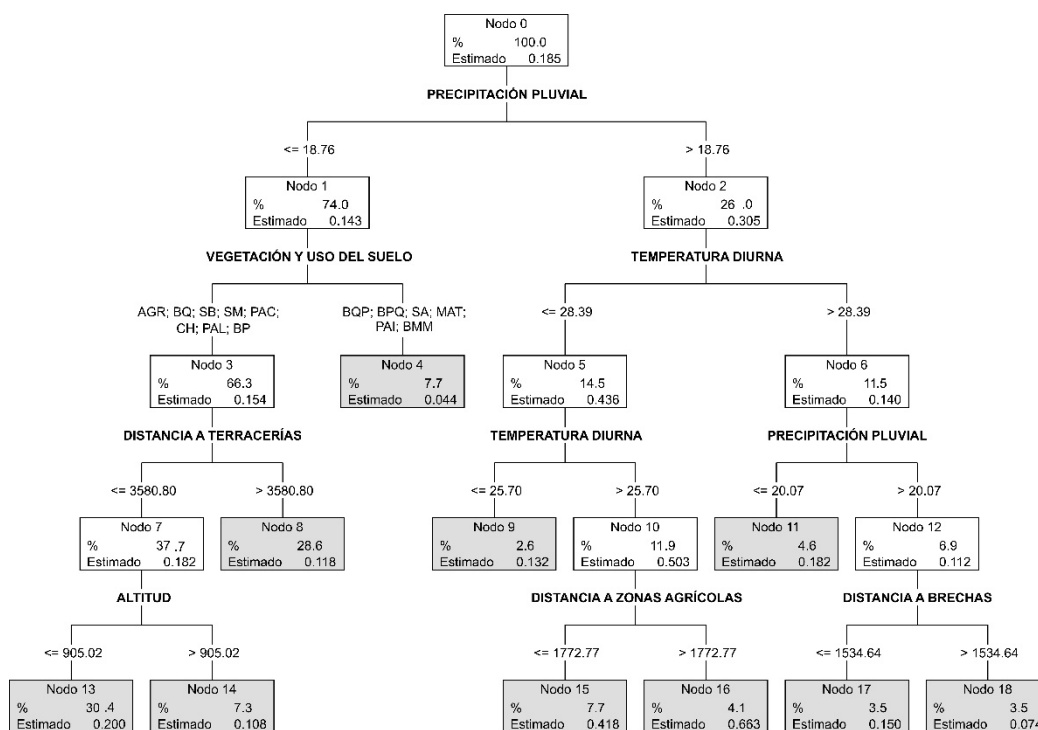 Nodo 0
% 100.0
Estimado 0.185
PRECIPITACIÓN PLUVIAL
<= 18.76 > 18.76
Nodo 1 Nodo 2
% 74.0 % 26 .0
Estimado 0.143 Estimado 0.305
VEGETACIÓN Y USO DEL SUELO TEMPERATURA DIURNA
AGR; BQ; SB; SM; PAC; BQP; BPQ; SA; MAT; <= 28.39 > 28.39
CH; PAL; BP PAI; BMM
Nodo 3 Nodo 4 Nodo 5 Nodo 6
% 66.3 % 7.7 % 14.5 % 11.5
Estimado 0.154 Estimado 0.044 Estimado 0.436 Estimado 0.140
DISTANCIA A TERRACERÍAS TEMPERATURA DIURNA PRECIPITACIÓN PLUVIAL
<= 3580.80 > 3580.80 <= 25.70 > 25.70 <= 20.07 > 20.07
Nodo 7 Nodo 8 Nodo 9 Nodo 10 Nodo 11 Nodo 12
% 37 .7 % 28.6 % 2.6 % 11.9 % 4.6 % 6.9
Estimado 0.182 Estimado 0.118 Estimado 0.132 Estimado 0.503 Estimado 0.182 Estimado 0.112
ALTITUD DISTANCIA A ZONAS AGRÍCOLAS DISTANCIA A BRECHAS
<= 905.02 > 905.02 <= 1772.77 > 1772.77 <= 1534.64 > 1534.64
Nodo 13 Nodo 14 Nodo 15 Nodo 16 Nodo 17 Nodo 18
% 30 .4 % 7.3 % 7.7 % 4.1 % 3.5 % 3.5
Estimado 0.200 Estimado 0.108 Estimado 0.418 Estimado 0.663 Estimado 0.150 Estimado 0.074